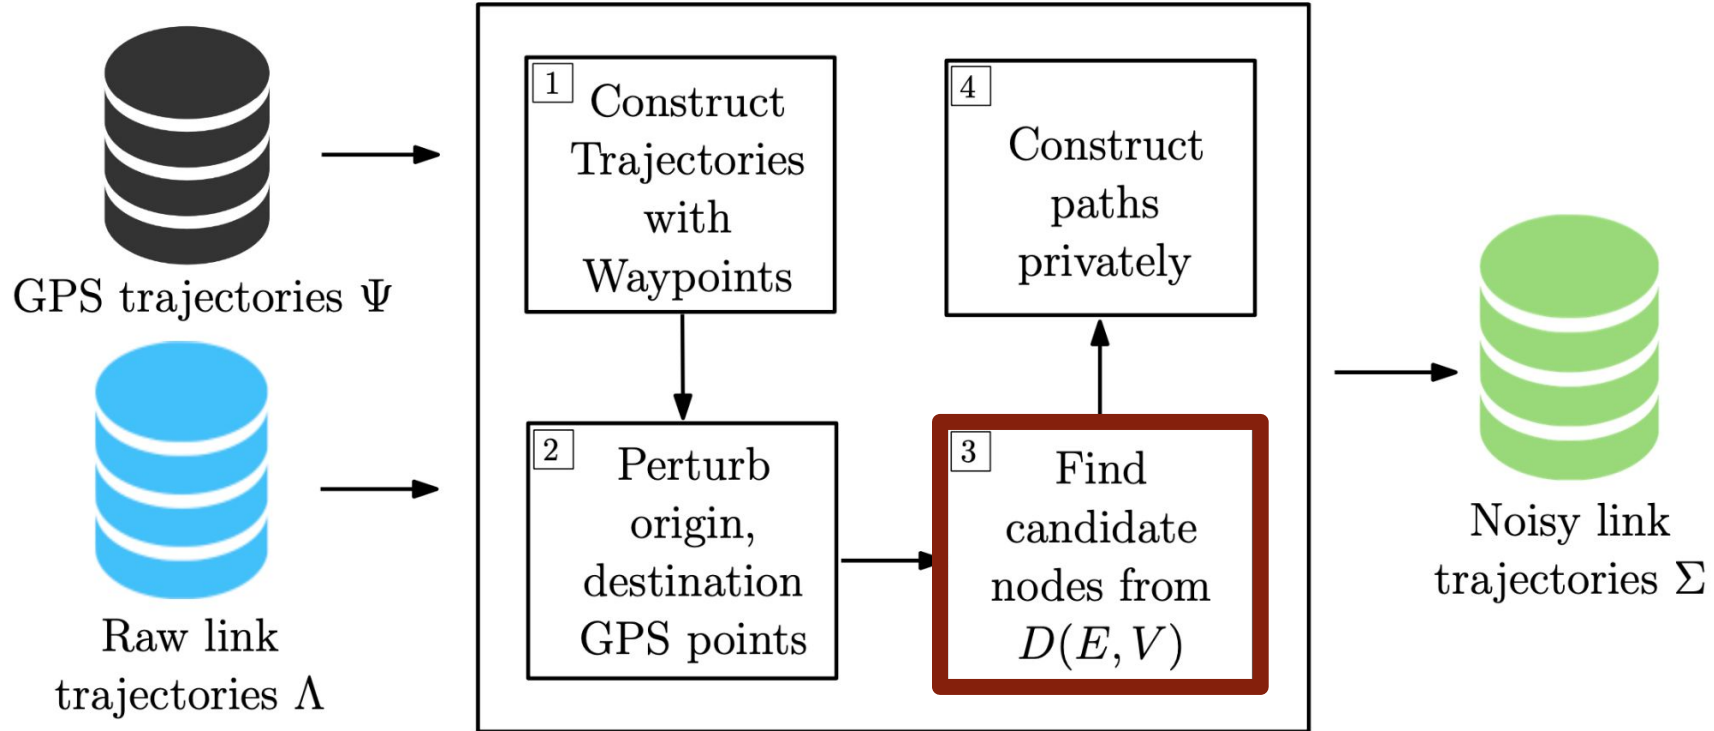 GPS trajectories Ψ
Raw link
trajectories Λ
1
Construct
Trajectories
with
Waypoints
2
Perturb
origin,
destination
GPS points
3
Find
candidate
nodes from
D(E, V)
4
Construct
paths
privately
Noisy link
trajectories Σ